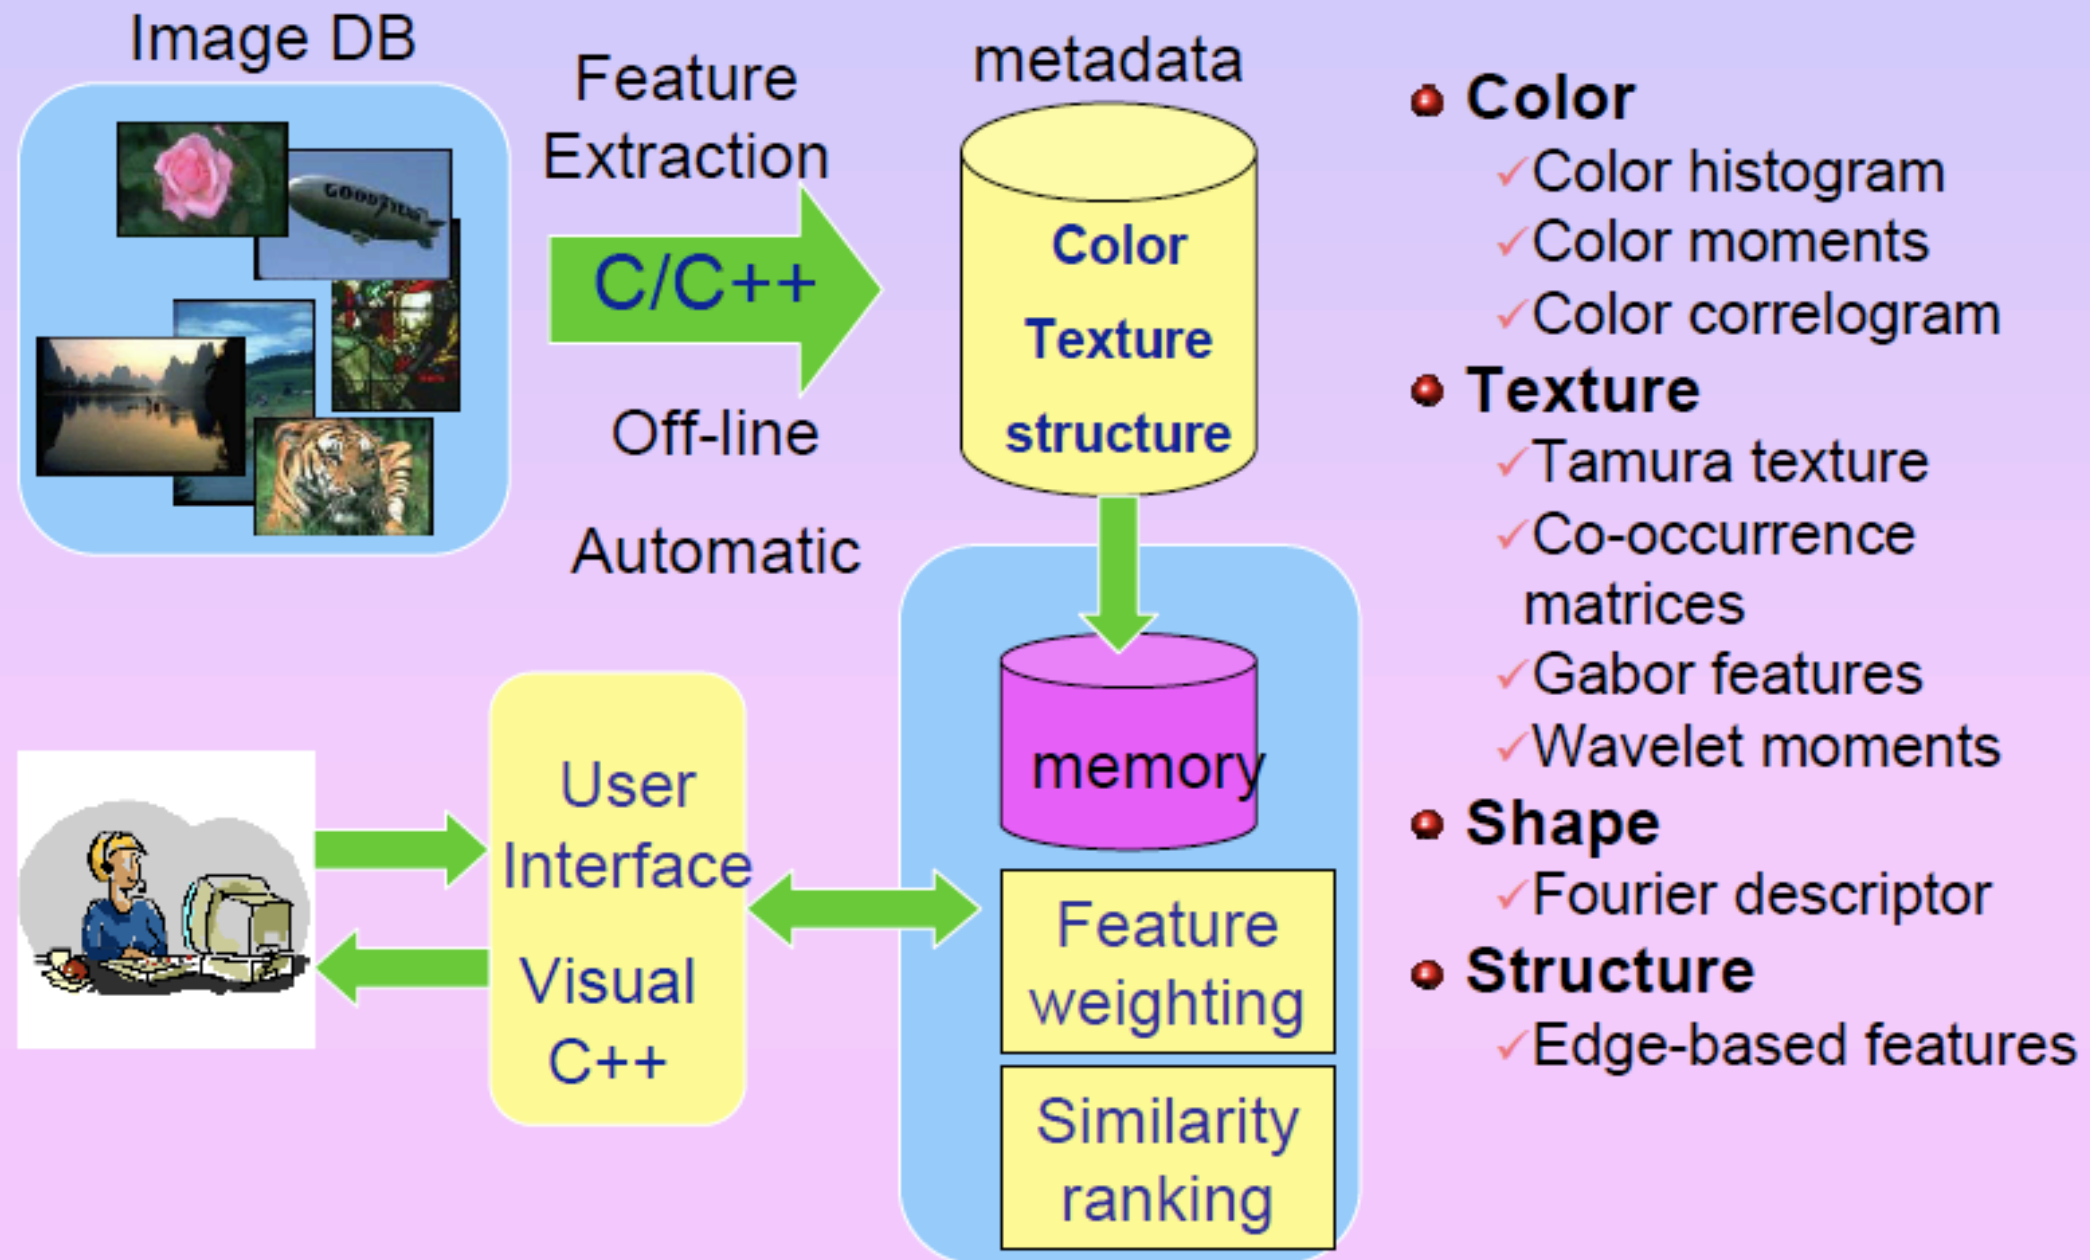 Image DB
GOODYEAR
Feature
Extraction
C/C++
Off-line
Automatic
metadata
Color
Texture
structure
memory
Feature
weighting
Similarity
ranking
User
Interface
Visual
C++
Color
✓Color histogram
✓Color moments
✓Color correlogram
Texture
✓Tamura texture
✓Co-occurrence
matrices
✓Gabor features
✓Wavelet moments
Shape
✓Fourier descriptor
Structure
✓Edge-based features